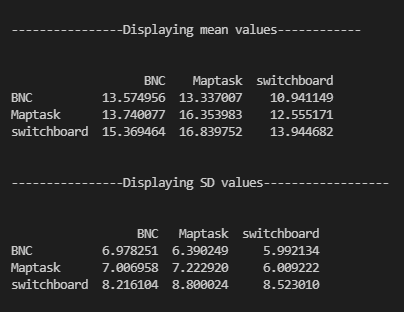 ----------------Displaying mean values------------
BNC Maptask switchboard
BNC 13.574956 13.337007 10.941149
Maptask 13.740077 16.353983 12.555171
switchboard 15.369464 16.839752 13.944682
----------------Displaying SD values------------------
BNC Maptask switchboard
BNC 6.978251 6.390249 5.992134
Maptask 7.006958 7.222920 6.009222
switchboard 8.216104 8.800024 8.523010